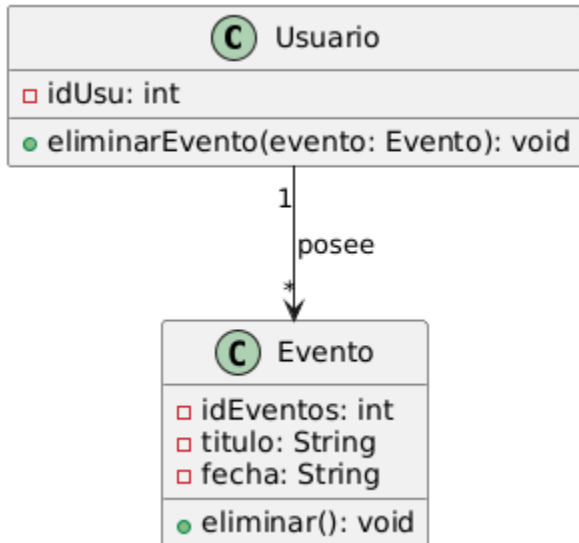 C Usuario
idUsu: int
eliminarEvento(evento: Evento): void
1
posee
*
C Evento
idEventos: int
titulo: String
fecha: String
eliminar(): void